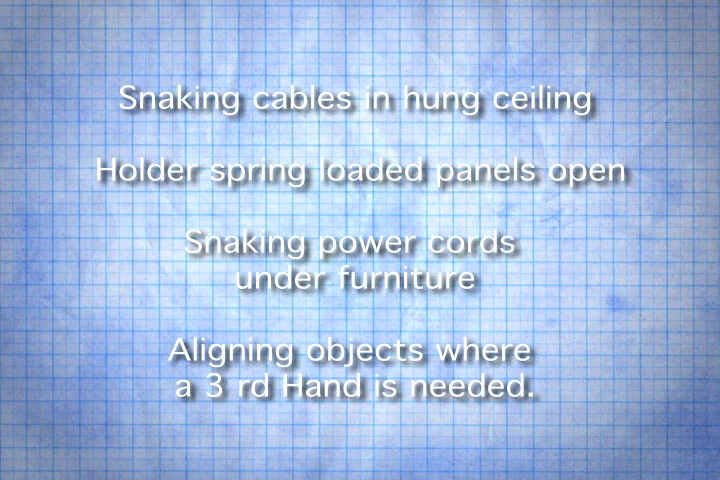 Snaking cables in hung ceiling
Holder spring loaded panels open
Snaking power cords
under furniture
Aligning objects where
a 3 rd Hand is needed.